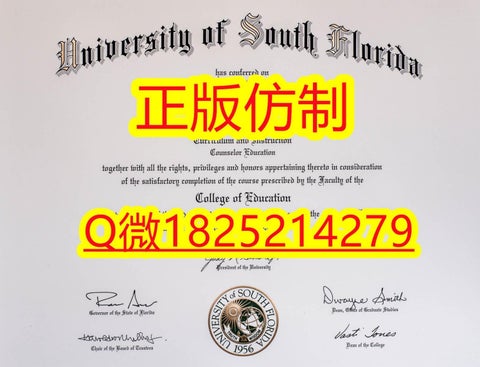 University of South Florida
has conferred on
正版仿制
Curriculum and Instruction
Counselor Education
together with all the rights, privileges and honors appertaining thereto in consideration
of the satisfactory completion of the course prescribed by the Faculty of the
College of Education
the
Q微1825214279
President of the University
Governor of the State of Florida
Dwayne Smith
Dean, Office of Graduate Studies
UNIVERSITY OF SOUTH FLORIDA
1956
Chair of the Board of Trustees
Dean of the College